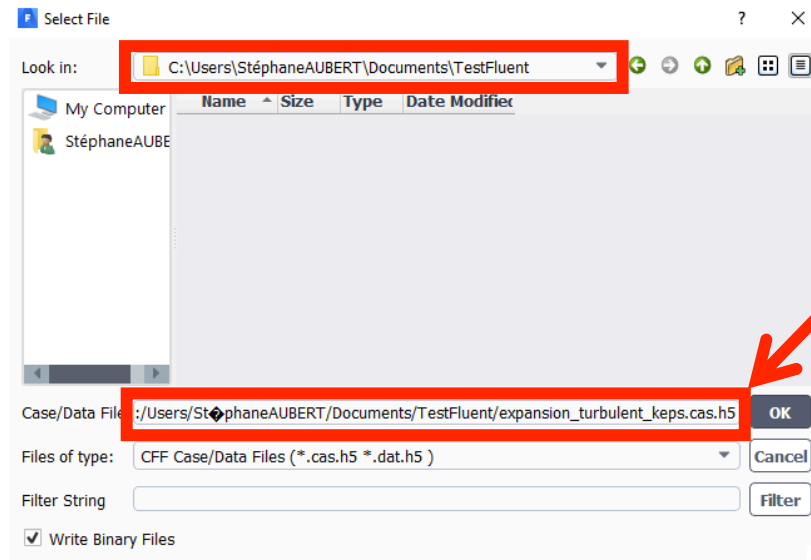 Select File
?
Look in: C:\Users\StéphaneAUBERT\Documents\TestFluent
Name Size Type Date Modified
My Computer
StéphaneAUBE
Case/Data File :/Users/St�phaneAUBERT/Documents/TestFluent/expansion_turbulent_keps.cas.h5 OK
Files of type: CFF Case/Data Files (*.cas.h5 *.dat.h5 ) Cancel
Filter String Filter
Write Binary Files